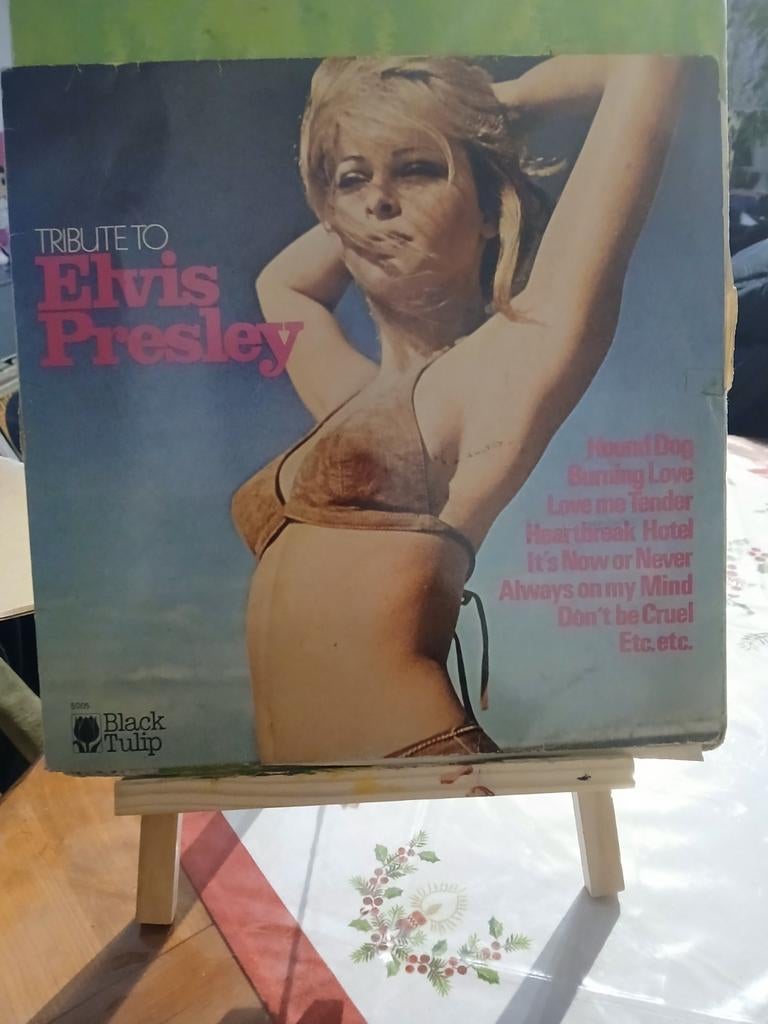 TRIBUTE TO
Elvis
Presley
Hound Dog
Burning Love
Love me Tender
Heartbreak Hotel
It's Now or Never
Always on my Mind
Don't be Cruel
Etc. etc.
5005
Black
Tulip